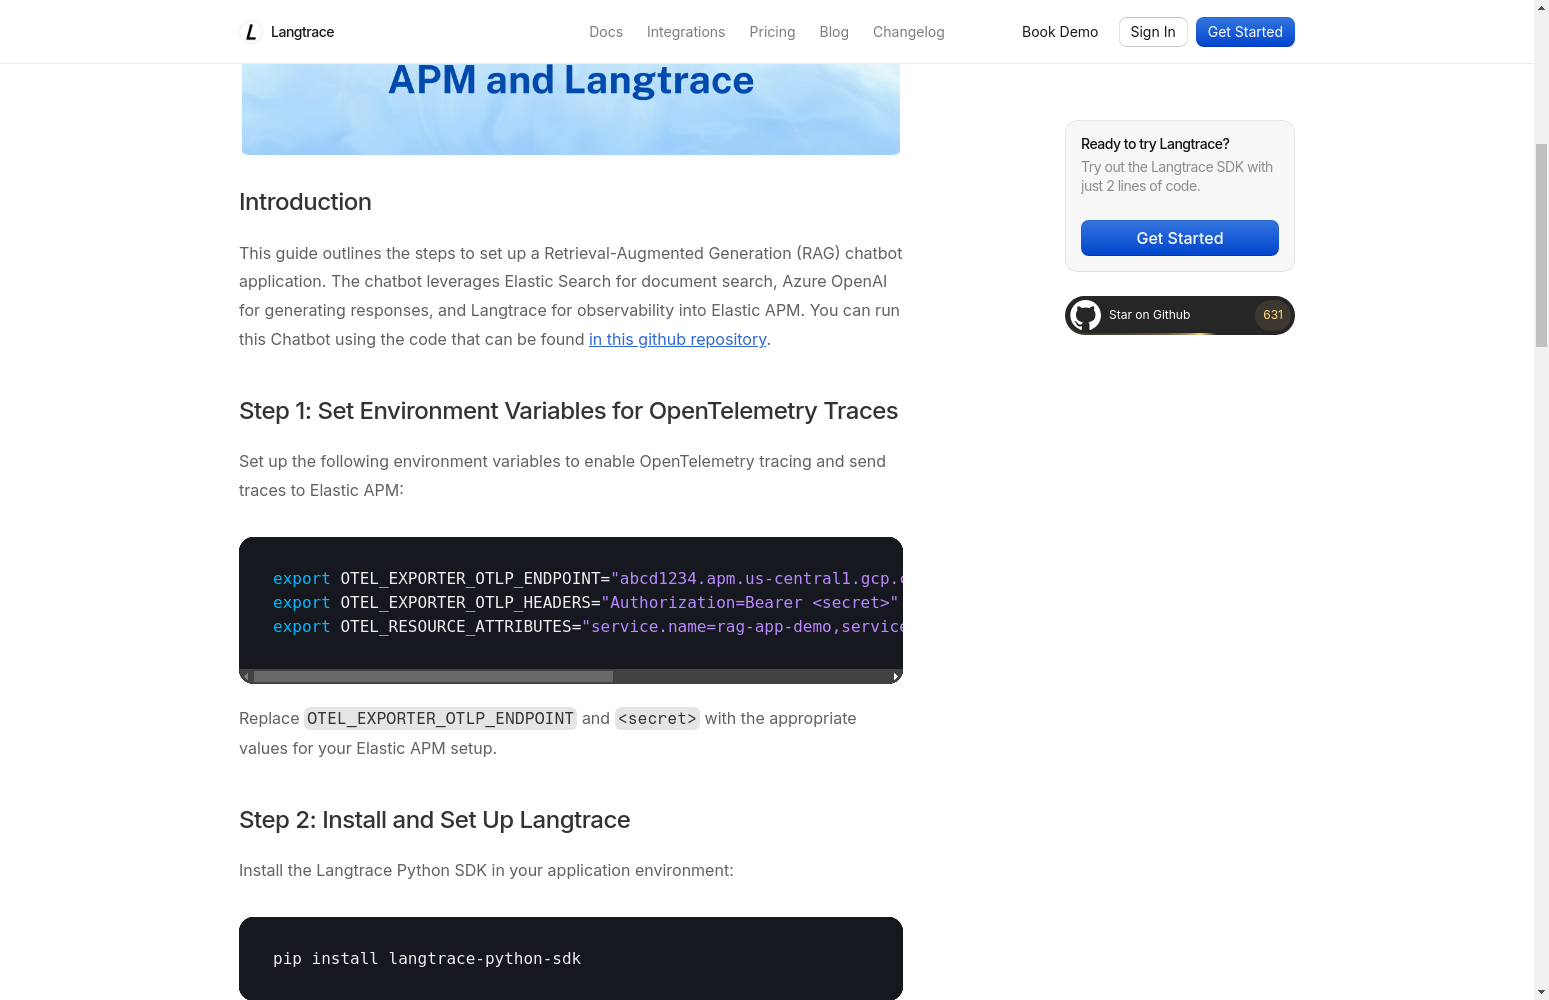 Langtrace
Docs
Integrations
Pricing
Blog
Changelog
Book Demo
Sign In
Get Started
APM and Langtrace
Introduction
This guide outlines the steps to set up a Retrieval-Augmented Generation (RAG) chatbot
application. The chatbot leverages Elastic Search for document search, Azure OpenAI
for generating responses, and Langtrace for observability into Elastic APM. You can run
this Chatbot using the code that can be found in this github repository.
Step 1: Set Environment Variables for OpenTelemetry Traces
Set up the following environment variables to enable OpenTelemetry tracing and send
traces to Elastic APM:
export OTEL_EXPORTER_OTLP_ENDPOINT="abcd1234.apm.us-central1.gcp.
export OTEL_EXPORTER_OTLP_HEADERS="Authorization=Bearer <secret>"
export OTEL_RESOURCE_ATTRIBUTES="service.name=rag-app-demo,service
Replace OTEL_EXPORTER_OTLP_ENDPOINT and <secret> with the appropriate
values for your Elastic APM setup.
Step 2: Install and Set Up Langtrace
Install the Langtrace Python SDK in your application environment:
pip install langtrace-python-sdk
Ready to try Langtrace?
Try out the Langtrace SDK with
just 2 lines of code.
Get Started
Star on Github
631